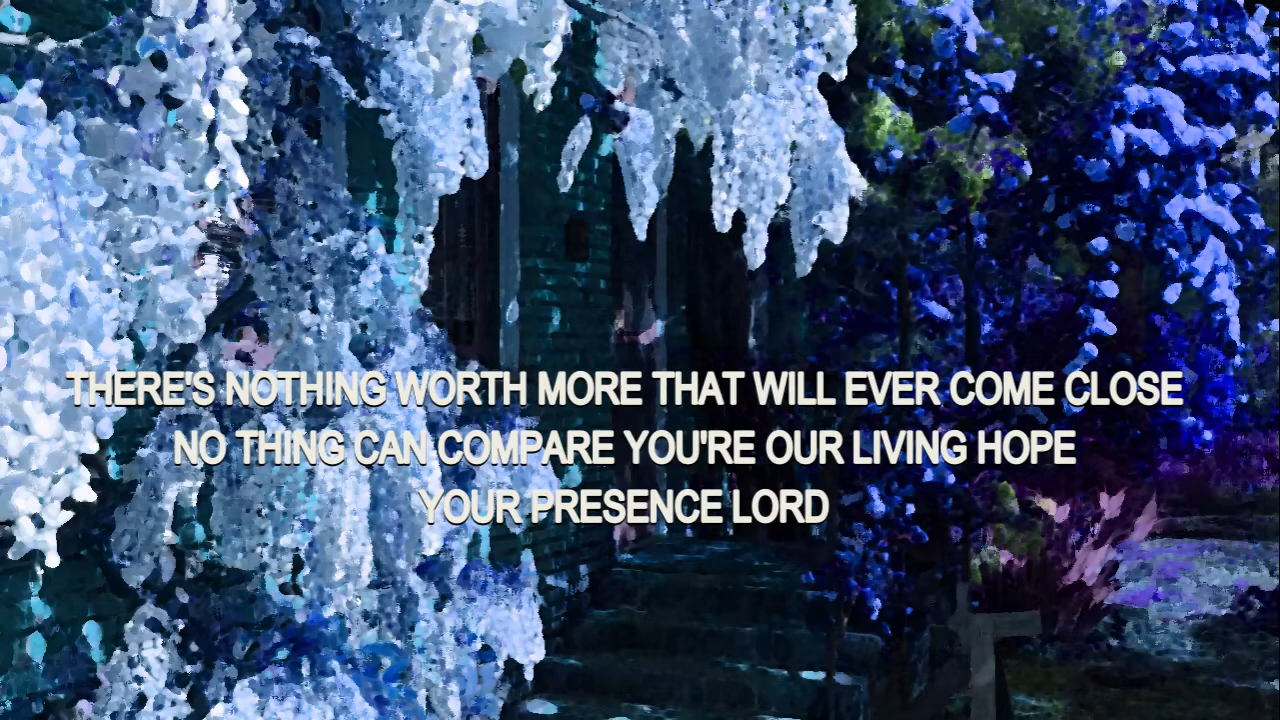 THERE'S NOTHING WORTH MORE THAT WILL EVER COME CLOSE
NO THING CAN COMPARE YOU'RE OUR LIVING HOPE
YOUR PRESENCE LORD